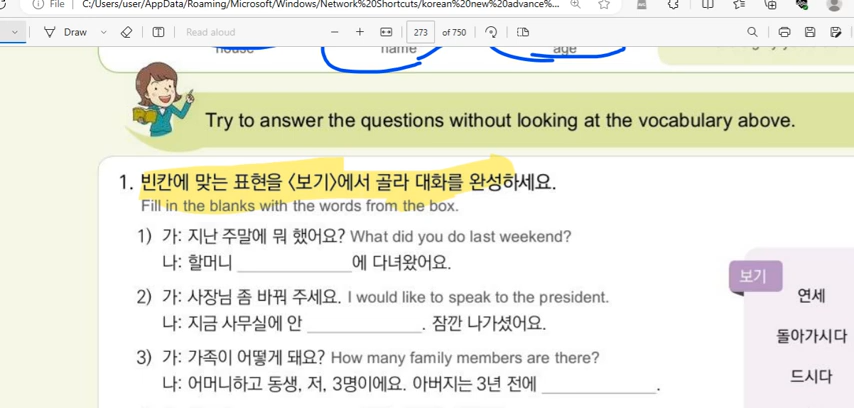 File | C:/Users/user/AppData/Roaming/Microsoft/Windows/Network%20Shortcuts/korean%20new%20advance%...
Draw Read aloud 273 of 750
house name age
Try to answer the questions without looking at the vocabulary above.
1. 빈칸에 맞는 표현을 〈보기〉에서 골라 대화를 완성하세요.
Fill in the blanks with the words from the box.
1) 가: 지난 주말에 뭐 했어요? What did you do last weekend?
나: 할머니 ____________에 다녀왔어요.
2) 가: 사장님 좀 바꿔 주세요. I would like to speak to the president.
나: 지금 사무실에 안 ____________. 잠깐 나가셨어요.
3) 가: 가족이 어떻게 돼요? How many family members are there?
나: 어머니하고 동생, 저, 3명이에요. 아버지는 3년 전에 ____________.
보기
연세
돌아가시다
드시다